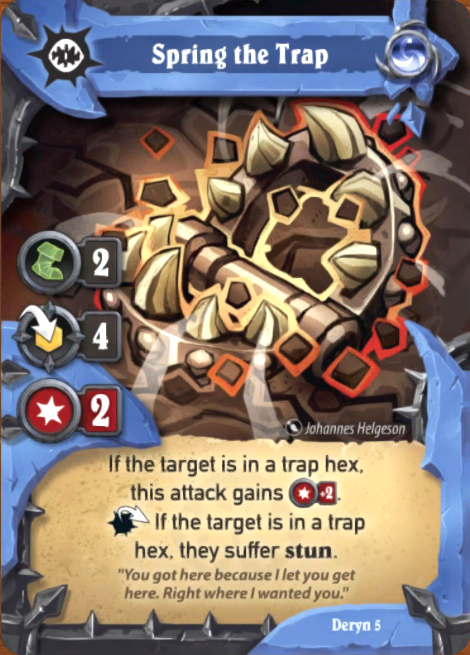 Spring the Trap
2
4
2
Johannes Helgeson
If the target is in a trap hex,
this attack gains +2.
If the target is in a trap
hex, they suffer stun.
"You got here because I let you get
here. Right where I wanted you."
Deryn 5